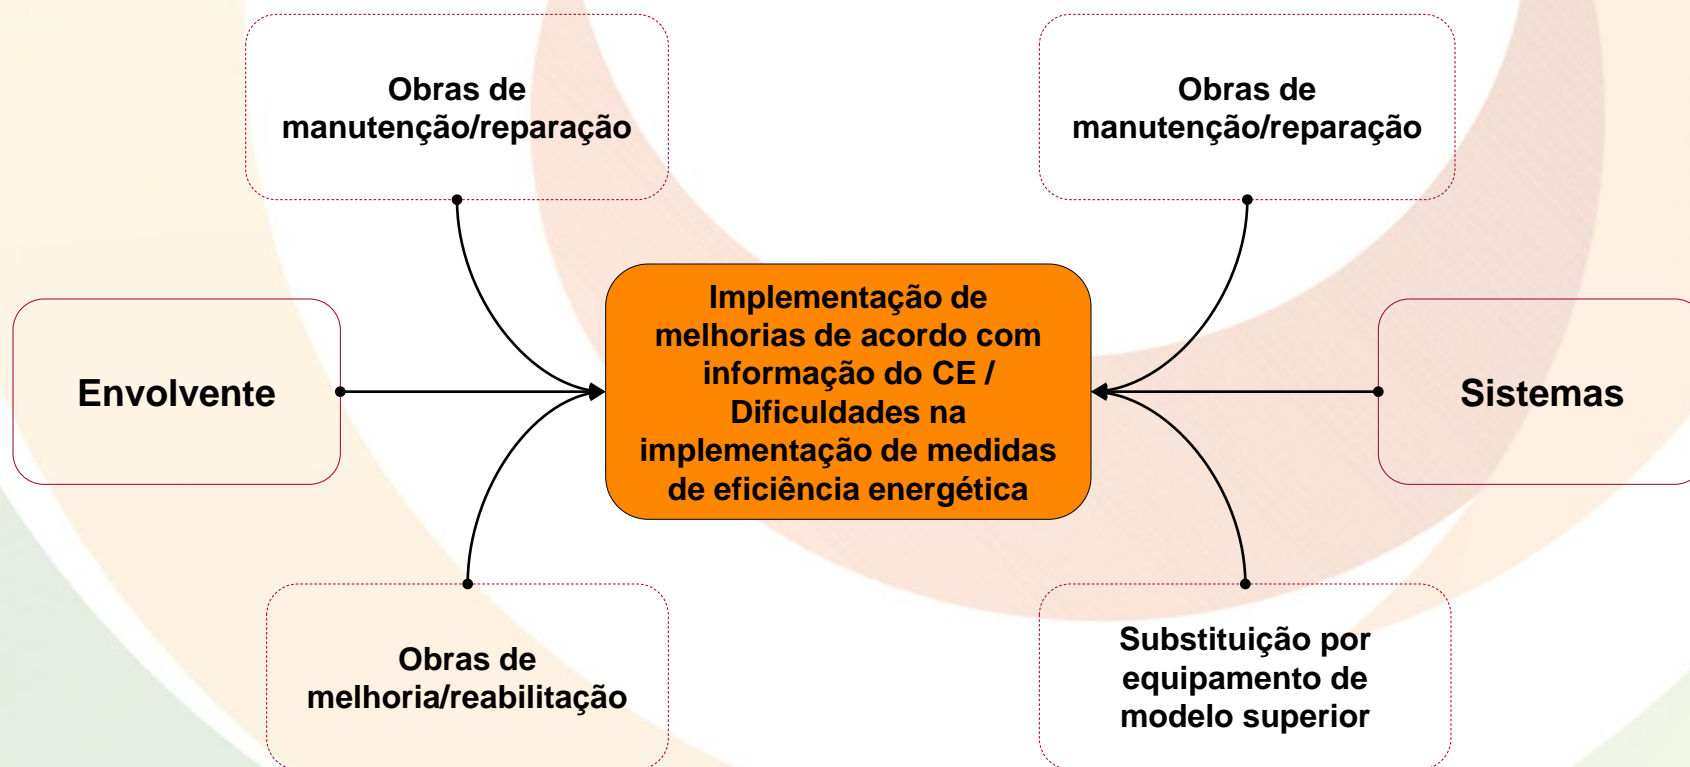 Obras de
manutenção/reparação
Obras de
manutenção/reparação
Envolvente
Implementação de
melhorias de acordo com
informação do CE /
Dificuldades na
implementação de medidas
de eficiência energética
Sistemas
Obras de
melhoria/reabilitação
Substituição por
equipamento de
modelo superior